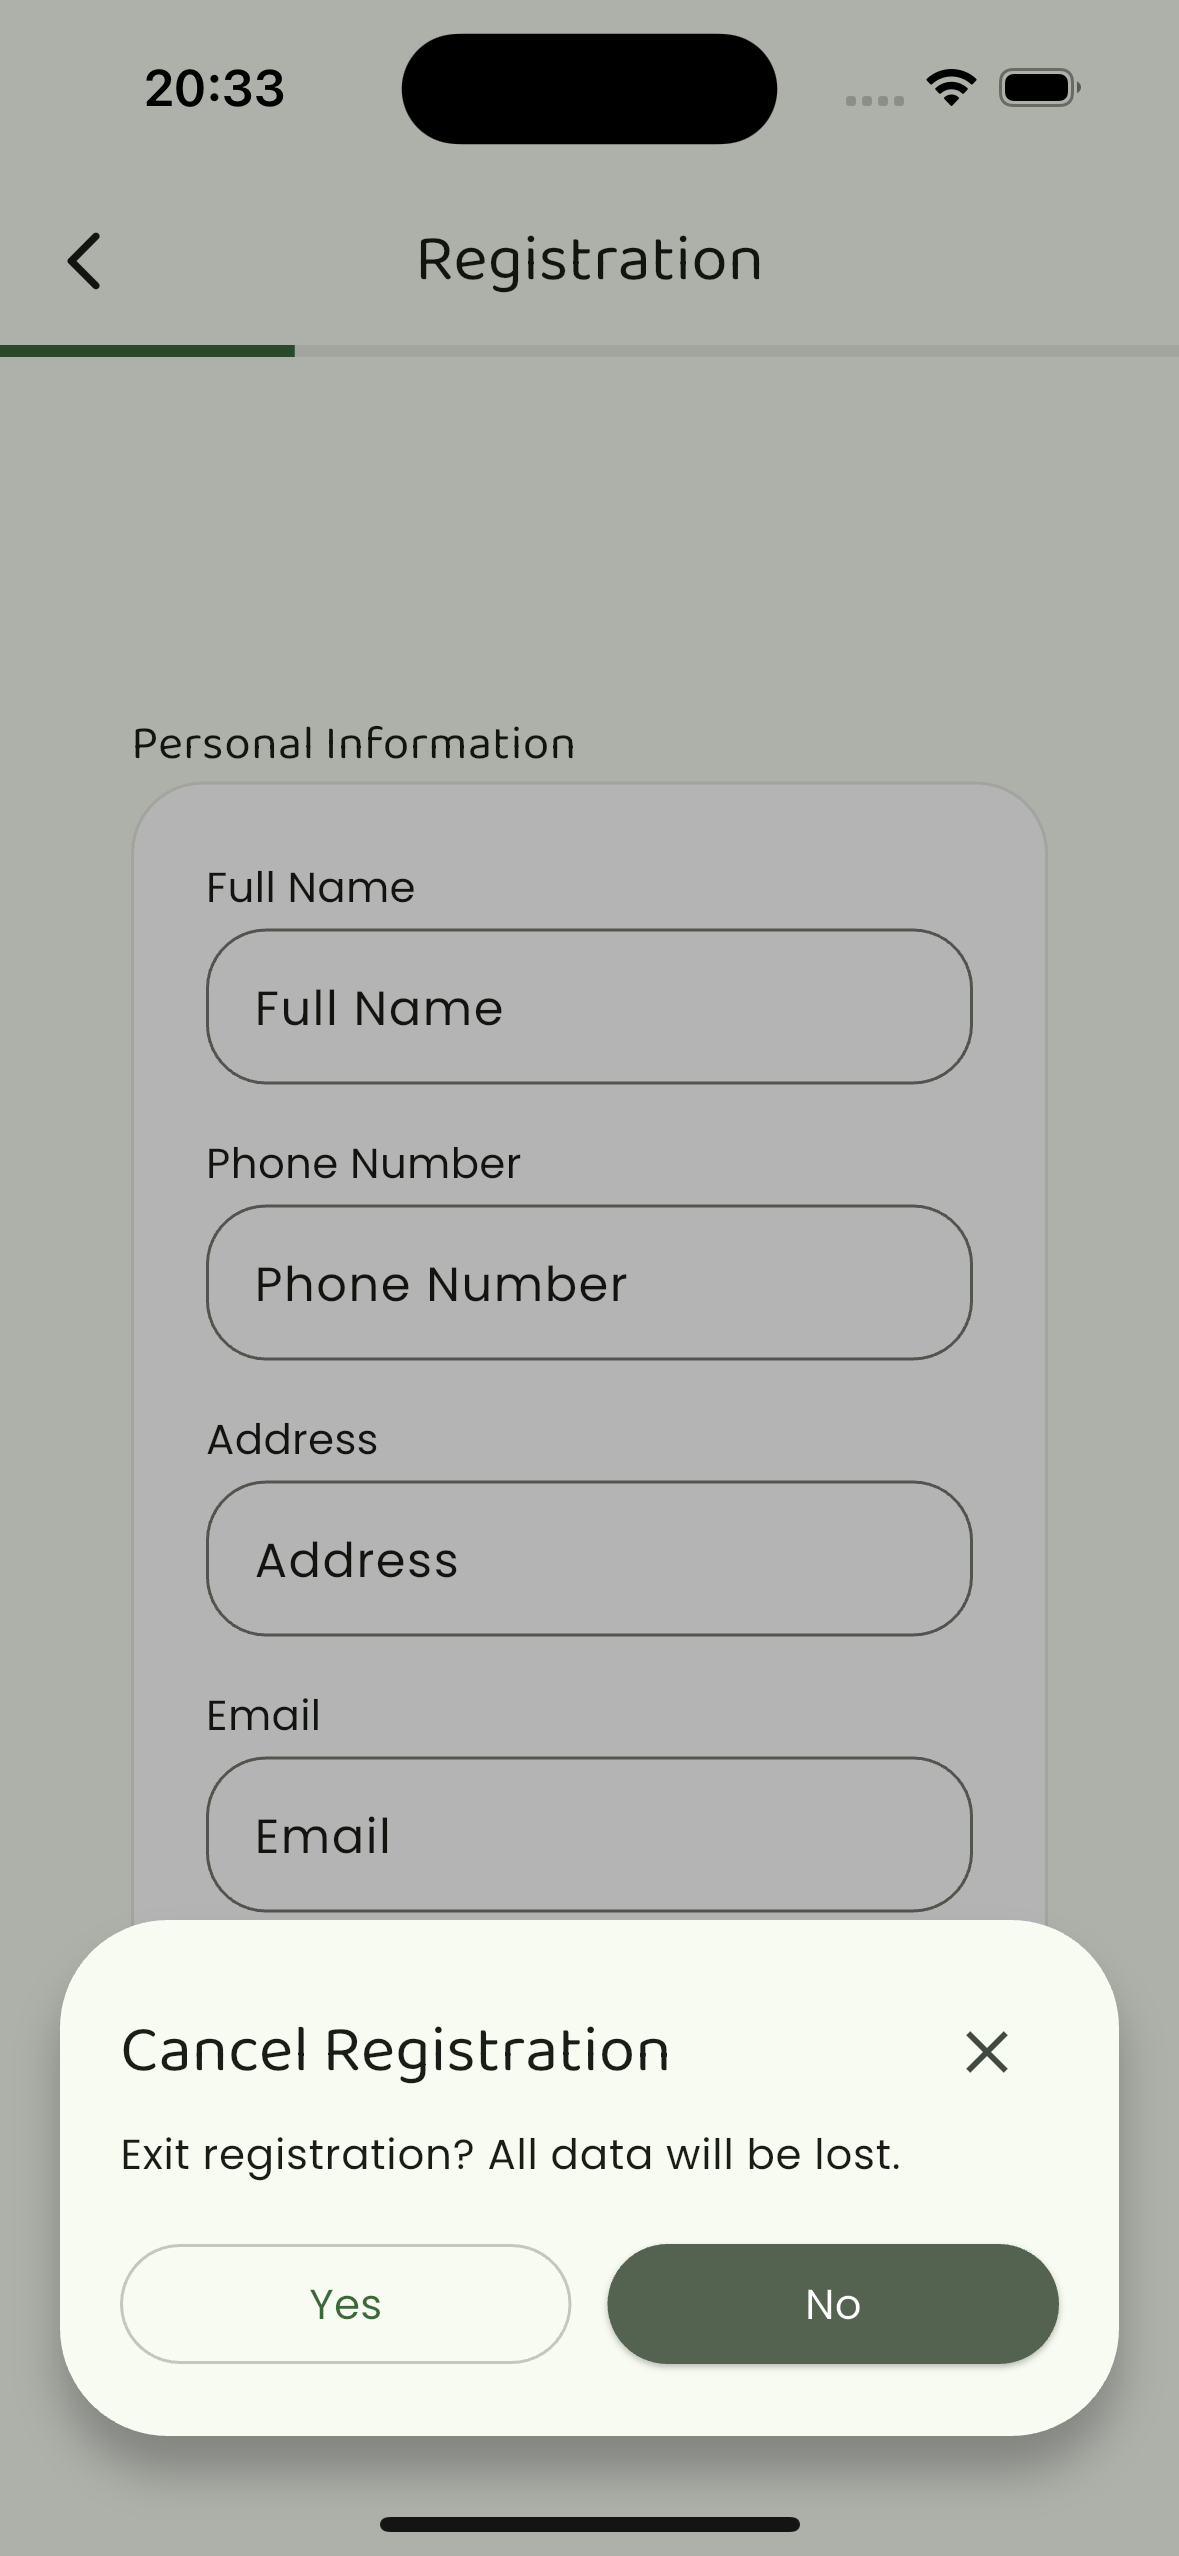 20:33
Registration
Personal Information
Full Name
Full Name
Phone Number
Phone Number
Address
Address
Email
Email
Cancel Registration
Exit registration? All data will be lost.
Yes
No